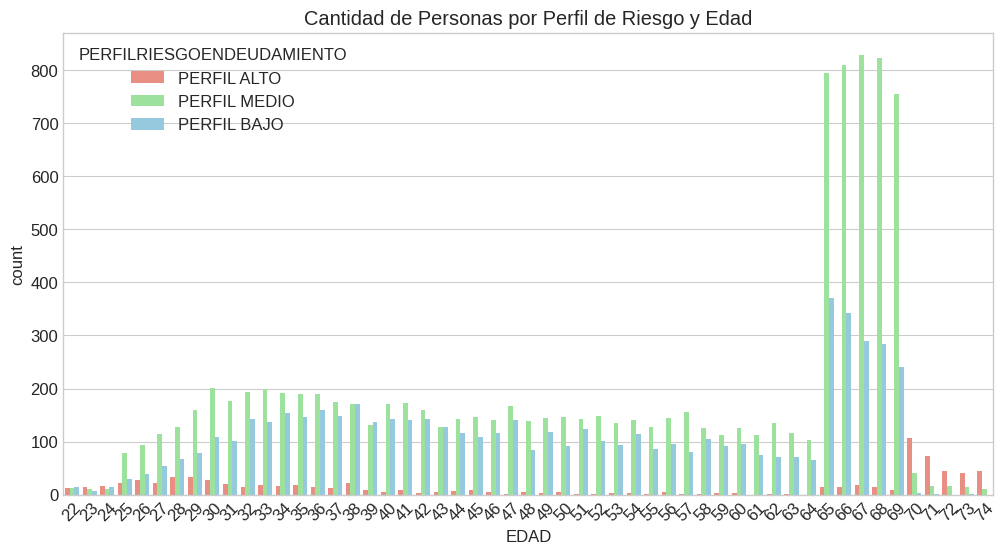 Cantidad de Personas por Perfil de Riesgo y Edad
PERFILRIESGOENDEUDAMIENTO
PERFIL ALTO
PERFIL MEDIO
PERFIL BAJO
800
700
600
500
400
300
200
100
0
count
22 23 24 25 26 27 28 29 30 31 32 33 34 35 36 37 38 39 40 41 42 43 44 45 46 47 48 49 50 51 52 53 54 55 56 57 58 59 60 61 62 63 64 65 66 67 68 69 70 71 72 73 74
EDAD